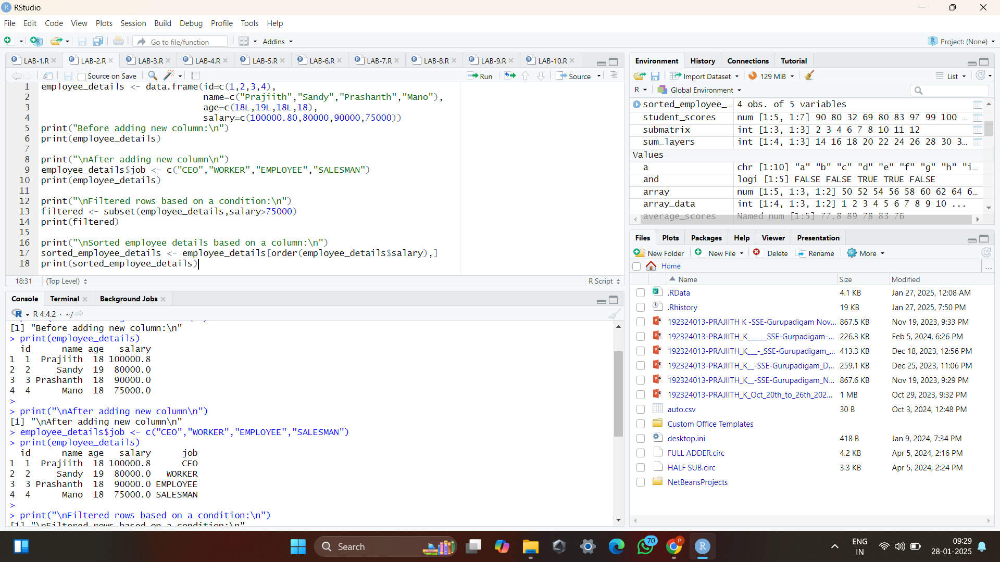 RStudio
File Edit Code View Plots Session Build Debug Profile Tools Help
Go to file/function Addins Project: (None)
LAB-1.R LAB-2.R LAB-3.R LAB-4.R LAB-5.R LAB-6.R LAB-7.R LAB-8.R LAB-9.R LAB-10.R
Source on Save Run Source
1 employee_details <- data.frame(id=c(1,2,3,4),
2 name=c("Prajiith","Sandy","Prashanth","Mano"),
3 age=c(18L,19L,18L,18),
4 salary=c(100000.80,80000,90000,75000))
5 print("Before adding new column:\n")
6 print(employee_details)
7
8 print("\nAfter adding new column\n")
9 employee_details$job <- c("CEO","WORKER","EMPLOYEE","SALESMAN")
10 print(employee_details)
11
12 print("\nFiltered rows based on a condition:\n")
13 filtered <- subset(employee_details,salary>75000)
14 print(filtered)
15
16 print("\nSorted employee details based on a column:\n")
17 sorted_employee_details <- employee_details[order(employee_details$salary),]
18 print(sorted_employee_details)
18:31 (Top Level) R Script
Console Terminal Background Jobs
R 4.4.2 · ~/
[1] "Before adding new column:\n"
> print(employee_details)
id name age salary
1 1 Prajiith 18 100000.8
2 2 Sandy 19 80000.0
3 3 Prashanth 18 90000.0
4 4 Mano 18 75000.0
>
> print("\nAfter adding new column\n")
[1] "\nAfter adding new column\n"
> employee_details$job <- c("CEO","WORKER","EMPLOYEE","SALESMAN")
> print(employee_details)
id name age salary job
1 1 Prajiith 18 100000.8 CEO
2 2 Sandy 19 80000.0 WORKER
3 3 Prashanth 18 90000.0 EMPLOYEE
4 4 Mano 18 75000.0 SALESMAN
>
> print("\nFiltered rows based on a condition:\n")
[1] "\nFiltered rows based on a condition:\n"
Environment History Connections Tutorial
Import Dataset 129 MiB List
R Global Environment
sorted_employee_... 4 obs. of 5 variables
student_scores num [1:5, 1:7] 90 80 32 69 80 83 97 99 100 ...
submatrix int [1:3, 1:3] 2 3 4 6 7 8 10 11 12
sum_layers int [1:4, 1:3] 14 16 18 20 22 24 26 28 30 3...
Values
a chr [1:10] "a" "b" "c" "d" "e" "f" "g" "h" "i...
and logi [1:5] FALSE FALSE TRUE TRUE FALSE
array num [1:5, 1:3, 1:2] 50 52 54 56 58 60 62 64 6...
array_data int [1:4, 1:3, 1:2] 1 2 3 4 5 6 7 8 9 10 ...
average_scores Named num [1:5] 77.8 89 78 83 76
Files Plots Packages Help Viewer Presentation
New Folder New File Delete Rename More
Home ...
Name Size Modified
.RData 4.1 KB Jan 27, 2025, 12:08 AM
.Rhistory 19 KB Jan 27, 2025, 7:50 PM
192324013-PRAJIITH K -SSE-Gurupadigam Nov... 867.5 KB Nov 19, 2023, 9:33 PM
192324013-PRAJIITH_K______SSE-Gurpadigam-... 226.3 KB Feb 5, 2024, 6:26 PM
192324013-PRAJIITH_K___-_SSE-Gurupadigam_... 413.3 KB Dec 18, 2023, 12:56 PM
192324013-PRAJIITH_K__-SSE-Gurupadigam_D... 259.1 KB Dec 25, 2023, 11:06 PM
192324013-PRAJIITH_K__-SSE-Gurupadigam_N... 867.6 KB Nov 19, 2023, 9:29 PM
192324013-PRAJIITH_K_Oct_20th_to_26th_202... 1 MB Oct 29, 2023, 9:32 PM
auto.csv 30 B Oct 3, 2024, 12:48 PM
Custom Office Templates
desktop.ini 418 B Jan 9, 2024, 7:34 PM
FULL ADDER.circ 4.2 KB Apr 5, 2024, 2:16 PM
HALF SUB.circ 3.3 KB Apr 5, 2024, 2:24 PM
NetBeansProjects
Search 70 P R ENG IN 09:29 28-01-2025